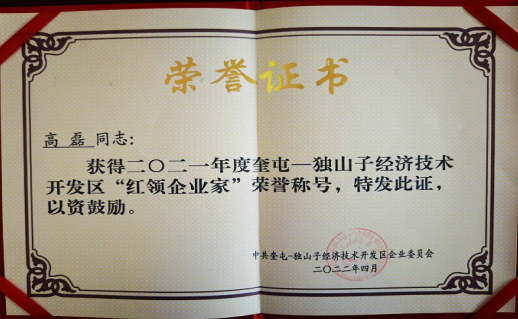 荣誉证书
高磊同志：
获得二〇二一年度奎屯—独山子经济技术
开发区“红领企业家”荣誉称号，特发此证，
以资鼓励。
中共奎屯-独山子经济技术开发区企业委员会
二〇二二年四月